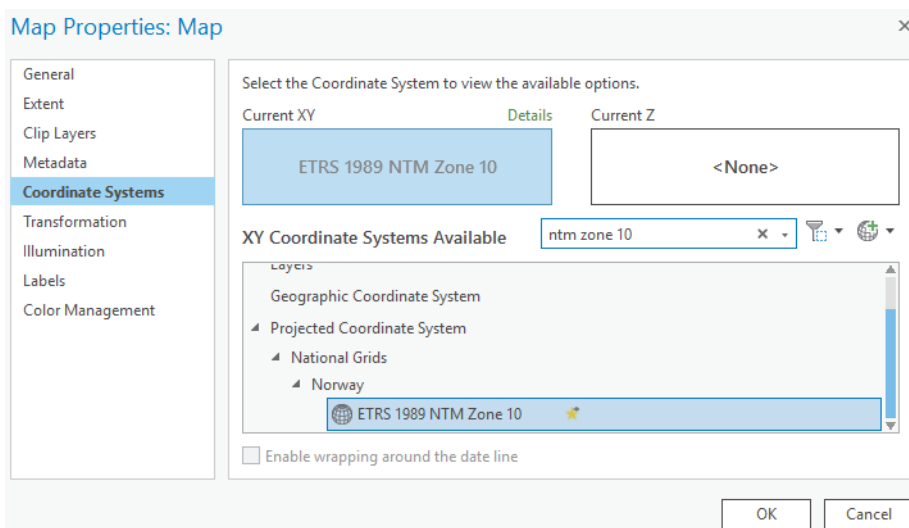 Map Properties: Map
General
Extent
Clip Layers
Metadata
Coordinate Systems
Transformation
Illumination
Labels
Color Management
Select the Coordinate System to view the available options.
Current XY Details Current Z
ETRS 1989 NTM Zone 10 <None>
XY Coordinate Systems Available ntm zone 10
Layers
Geographic Coordinate System
Projected Coordinate System
National Grids
Norway
ETRS 1989 NTM Zone 10
Enable wrapping around the date line
OK Cancel